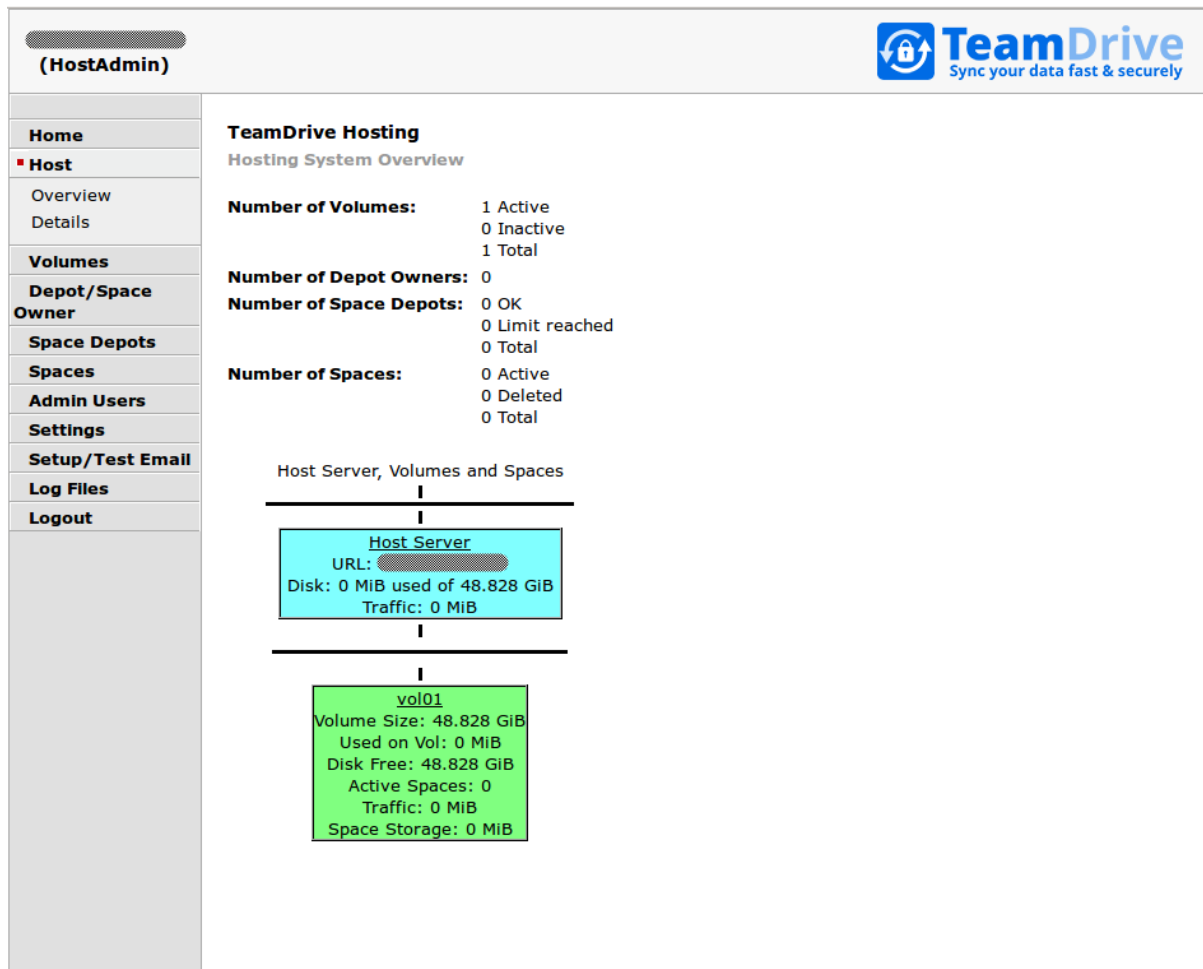 (HostAdmin)
TeamDrive
Sync your data fast & securely
Home
Host
Overview
Details
Volumes
Depot/Space
Owner
Space Depots
Spaces
Admin Users
Settings
Setup/Test Email
Log Files
Logout
TeamDrive Hosting
Hosting System Overview
Number of Volumes: 1 Active
0 Inactive
1 Total
Number of Depot Owners: 0
Number of Space Depots: 0 OK
0 Limit reached
0 Total
Number of Spaces: 0 Active
0 Deleted
0 Total
Host Server, Volumes and Spaces
Host Server
URL:
Disk: 0 MiB used of 48.828 GiB
Traffic: 0 MiB
vol01
Volume Size: 48.828 GiB
Used on Vol: 0 MiB
Disk Free: 48.828 GiB
Active Spaces: 0
Traffic: 0 MiB
Space Storage: 0 MiB